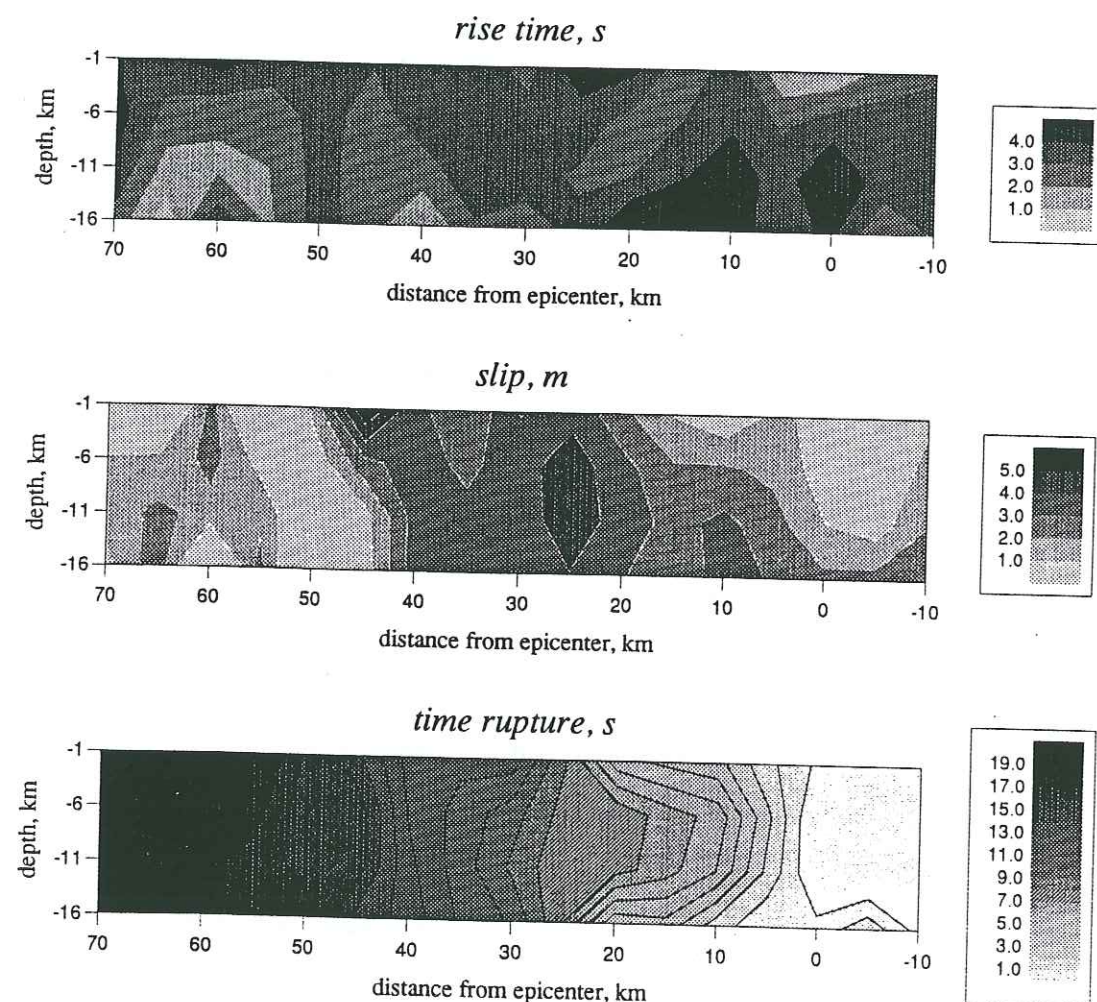 rise time, s
-1
-6
-11
-16
depth, km
70 60 50 40 30 20 10 0 -10
distance from epicenter, km
4.0
3.0
2.0
1.0
slip, m
-1
-6
-11
-16
depth, km
70 60 50 40 30 20 10 0 -10
distance from epicenter, km
5.0
4.0
3.0
2.0
1.0
time rupture, s
-1
-6
-11
-16
depth, km
70 60 50 40 30 20 10 0 -10
distance from epicenter, km
19.0
17.0
15.0
13.0
11.0
9.0
7.0
5.0
3.0
1.0